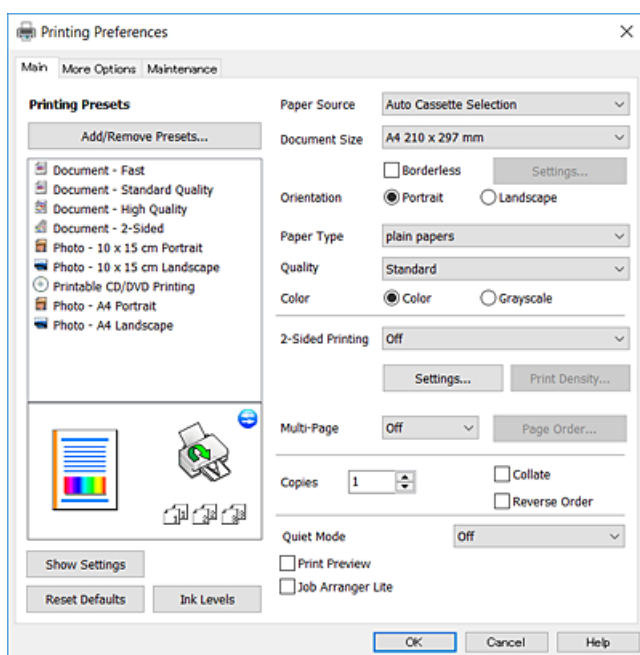 Printing Preferences
Main More Options Maintenance
Printing Presets
Add/Remove Presets...
Document - Fast
Document - Standard Quality
Document - High Quality
Document - 2-Sided
Photo - 10 x 15 cm Portrait
Photo - 10 x 15 cm Landscape
Printable CD/DVD Printing
Photo - A4 Portrait
Photo - A4 Landscape
Show Settings
Reset Defaults Ink Levels
Paper Source Auto Cassette Selection
Document Size A4 210 x 297 mm
Borderless Settings...
Orientation Portrait Landscape
Paper Type plain papers
Quality Standard
Color Color Grayscale
2-Sided Printing Off
Settings... Print Density...
Multi-Page Off Page Order...
Copies 1 Collate
Reverse Order
Quiet Mode Off
Print Preview
Job Arranger Lite
OK Cancel Help